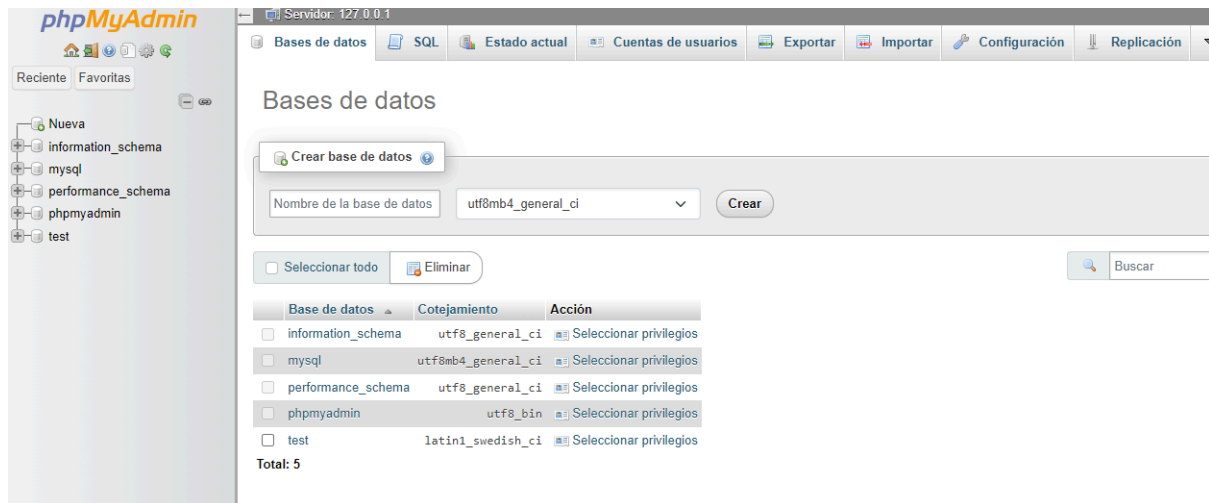 phpMyAdmin
Reciente Favoritas
Nueva
information_schema
mysql
performance_schema
phpmyadmin
test
Servidor: 127.0.0.1
Bases de datos SQL Estado actual Cuentas de usuarios Exportar Importar Configuración Replicación
Bases de datos
Crear base de datos
Nombre de la base de datos utf8mb4_general_ci Crear
Seleccionar todo Eliminar Buscar
Base de datos Cotejamiento Acción
information_schema utf8_general_ci Seleccionar privilegios
mysql utf8mb4_general_ci Seleccionar privilegios
performance_schema utf8_general_ci Seleccionar privilegios
phpmyadmin utf8_bin Seleccionar privilegios
test latin1_swedish_ci Seleccionar privilegios
Total: 5